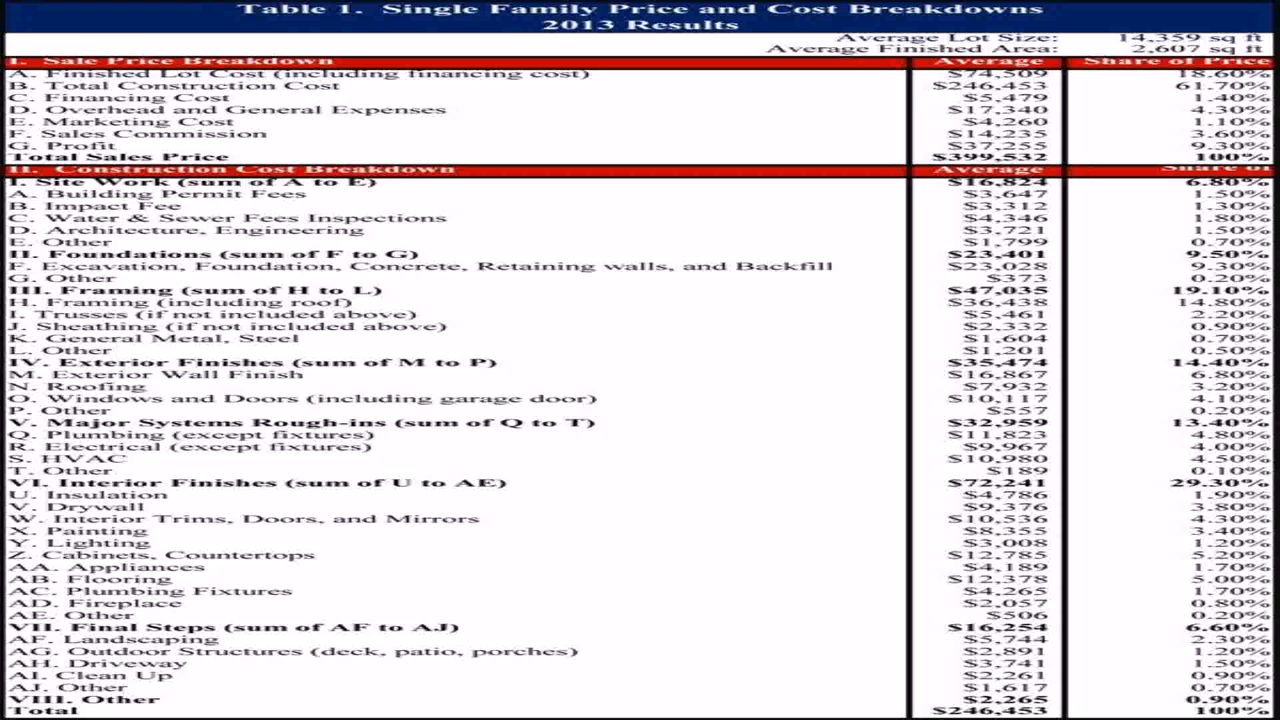 Table 1. Single Family Price and Cost Breakdowns
2013 Results
Average Lot Size: 14,359 sq ft
Average Finished Area: 2,607 sq ft
I. Sale Price Breakdown Average Share of Price
A. Finished Lot Cost (including financing cost) $74,509 18.60%
B. Total Construction Cost $246,453 61.70%
C. Financing Cost $5,479 1.40%
D. Overhead and General Expenses $17,340 4.30%
E. Marketing Cost $4,260 1.10%
F. Sales Commission $14,235 3.60%
G. Profit $37,255 9.30%
Total Sales Price $399,532 100%
II. Construction Cost Breakdown Average Share of
I. Site Work (sum of A to E) $16,824 6.80%
A. Building Permit Fees $3,647 1.50%
B. Impact Fee $3,312 1.30%
C. Water & Sewer Fees Inspections $4,346 1.80%
D. Architecture, Engineering $3,721 1.50%
E. Other $1,799 0.70%
II. Foundations (sum of F to G) $23,401 9.50%
F. Excavation, Foundation, Concrete, Retaining walls, and Backfill $23,028 9.30%
G. Other $373 0.20%
III. Framing (sum of H to L) $47,035 19.10%
H. Framing (including roof) $36,438 14.80%
I. Trusses (if not included above) $5,461 2.20%
J. Sheathing (if not included above) $2,332 0.90%
K. General Metal, Steel $1,604 0.70%
L. Other $1,201 0.50%
IV. Exterior Finishes (sum of M to P) $35,474 14.40%
M. Exterior Wall Finish $16,867 6.80%
N. Roofing $7,932 3.20%
O. Windows and Doors (including garage door) $10,117 4.10%
P. Other $557 0.20%
V. Major Systems Rough-ins (sum of Q to T) $32,959 13.40%
Q. Plumbing (except fixtures) $11,823 4.80%
R. Electrical (except fixtures) $9,967 4.00%
S. HVAC $10,980 4.50%
T. Other $189 0.10%
VI. Interior Finishes (sum of U to AE) $72,241 29.30%
U. Insulation $4,786 1.90%
V. Drywall $9,376 3.80%
W. Interior Trims, Doors, and Mirrors $10,536 4.30%
X. Painting $8,355 3.40%
Y. Lighting $3,008 1.20%
Z. Cabinets, Countertops $12,785 5.20%
AA. Appliances $4,189 1.70%
AB. Flooring $12,378 5.00%
AC. Plumbing Fixtures $4,265 1.70%
AD. Fireplace $2,057 0.80%
AE. Other $506 0.20%
VII. Final Steps (sum of AF to AJ) $16,254 6.60%
AF. Landscaping $5,744 2.30%
AG. Outdoor Structures (deck, patio, porches) $2,891 1.20%
AH. Driveway $3,741 1.50%
AI. Clean Up $2,261 0.90%
AJ. Other $1,617 0.70%
VIII. Other $2,265 0.90%
Total $246,453 100%